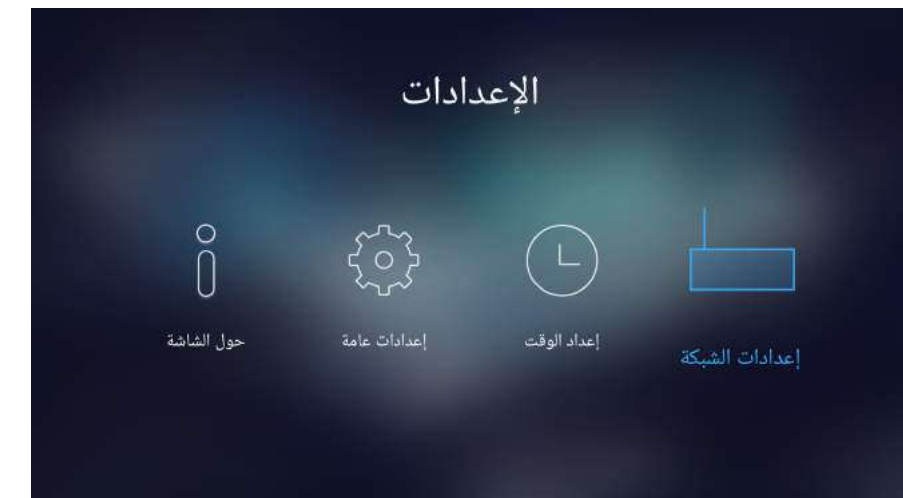 الإعدادات
إعدادات الشبكة
إعداد الوقت
إعدادات عامة
حول الشاشة